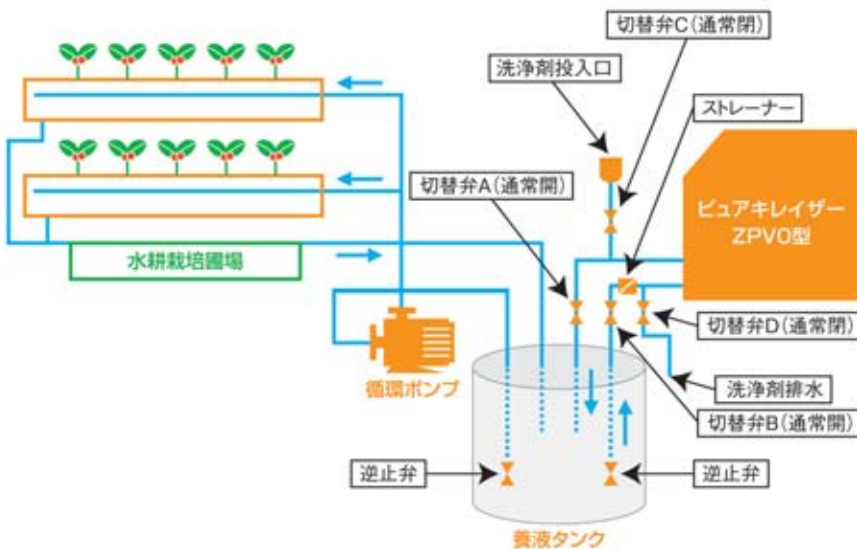 切替弁C（通常閉）
洗浄剤投入口
ストレーナー
切替弁A（通常開）
ピュアキレイザー
ZPVO型
水耕栽培圃場
切替弁D（通常閉）
循環ポンプ
洗浄剤排水
切替弁B（通常開）
逆止弁
逆止弁
養液タンク